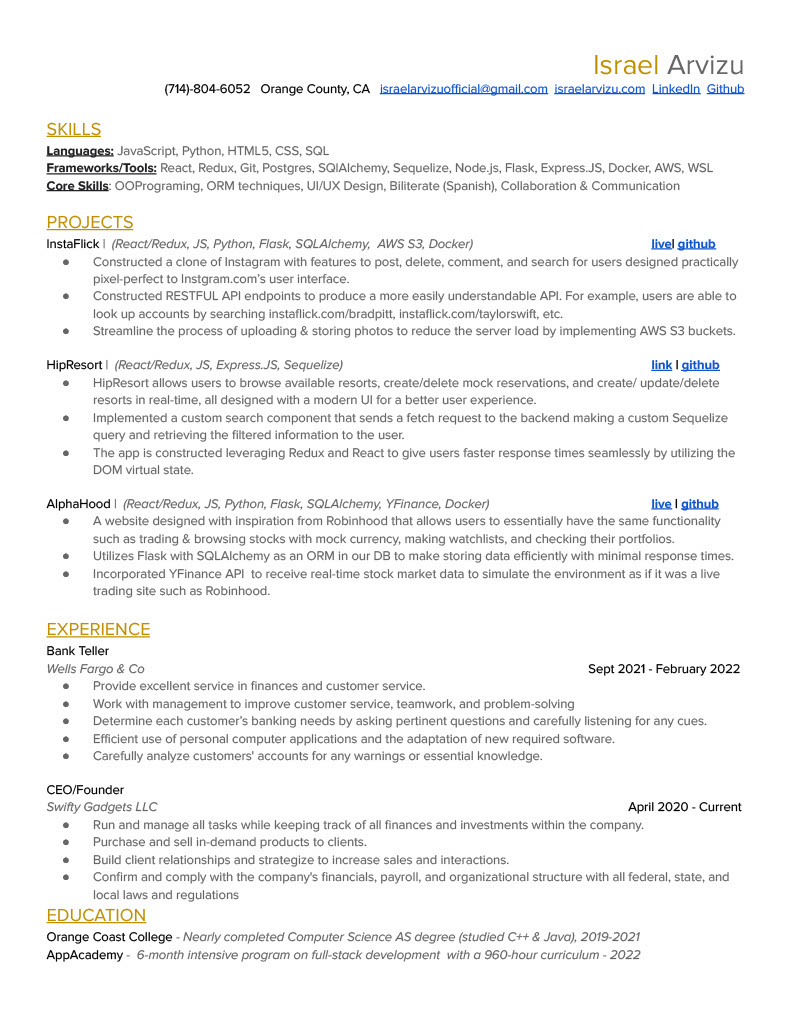 Israel Arvizu
(714)-804-6052 Orange County, CA israelarvizuofficial@gmail.com israelarvizu.com LinkedIn Github
SKILLS
Languages: JavaScript, Python, HTML5, CSS, SQL
Frameworks/Tools: React, Redux, Git, Postgres, SQlAlchemy, Sequelize, Node.js, Flask, Express.JS, Docker, AWS, WSL
Core Skills: OOPrograming, ORM techniques, UI/UX Design, Biliterate (Spanish), Collaboration & Communication
PROJECTS
InstaFlick | (React/Redux, JS, Python, Flask, SQLAlchemy, AWS S3, Docker) live| github
● Constructed a clone of Instagram with features to post, delete, comment, and search for users designed practically
pixel-perfect to Instgram.com's user interface.
● Constructed RESTFUL API endpoints to produce a more easily understandable API. For example, users are able to
look up accounts by searching instaflick.com/bradpitt, instaflick.com/taylorswift, etc.
● Streamline the process of uploading & storing photos to reduce the server load by implementing AWS S3 buckets.
HipResort | (React/Redux, JS, Express.JS, Sequelize) link | github
● HipResort allows users to browse available resorts, create/delete mock reservations, and create/ update/delete
resorts in real-time, all designed with a modern UI for a better user experience.
● Implemented a custom search component that sends a fetch request to the backend making a custom Sequelize
query and retrieving the filtered information to the user.
● The app is constructed leveraging Redux and React to give users faster response times seamlessly by utilizing the
DOM virtual state.
AlphaHood | (React/Redux, JS, Python, Flask, SQLAlchemy, YFinance, Docker) live | github
● A website designed with inspiration from Robinhood that allows users to essentially have the same functionality
such as trading & browsing stocks with mock currency, making watchlists, and checking their portfolios.
● Utilizes Flask with SQLAlchemy as an ORM in our DB to make storing data efficiently with minimal response times.
● Incorporated YFinance API to receive real-time stock market data to simulate the environment as if it was a live
trading site such as Robinhood.
EXPERIENCE
Bank Teller
Wells Fargo & Co Sept 2021 - February 2022
● Provide excellent service in finances and customer service.
● Work with management to improve customer service, teamwork, and problem-solving
● Determine each customer's banking needs by asking pertinent questions and carefully listening for any cues.
● Efficient use of personal computer applications and the adaptation of new required software.
● Carefully analyze customers' accounts for any warnings or essential knowledge.
CEO/Founder
Swifty Gadgets LLC April 2020 - Current
● Run and manage all tasks while keeping track of all finances and investments within the company.
● Purchase and sell in-demand products to clients.
● Build client relationships and strategize to increase sales and interactions.
● Confirm and comply with the company's financials, payroll, and organizational structure with all federal, state, and
local laws and regulations
EDUCATION
Orange Coast College - Nearly completed Computer Science AS degree (studied C++ & Java), 2019-2021
AppAcademy - 6-month intensive program on full-stack development with a 960-hour curriculum - 2022